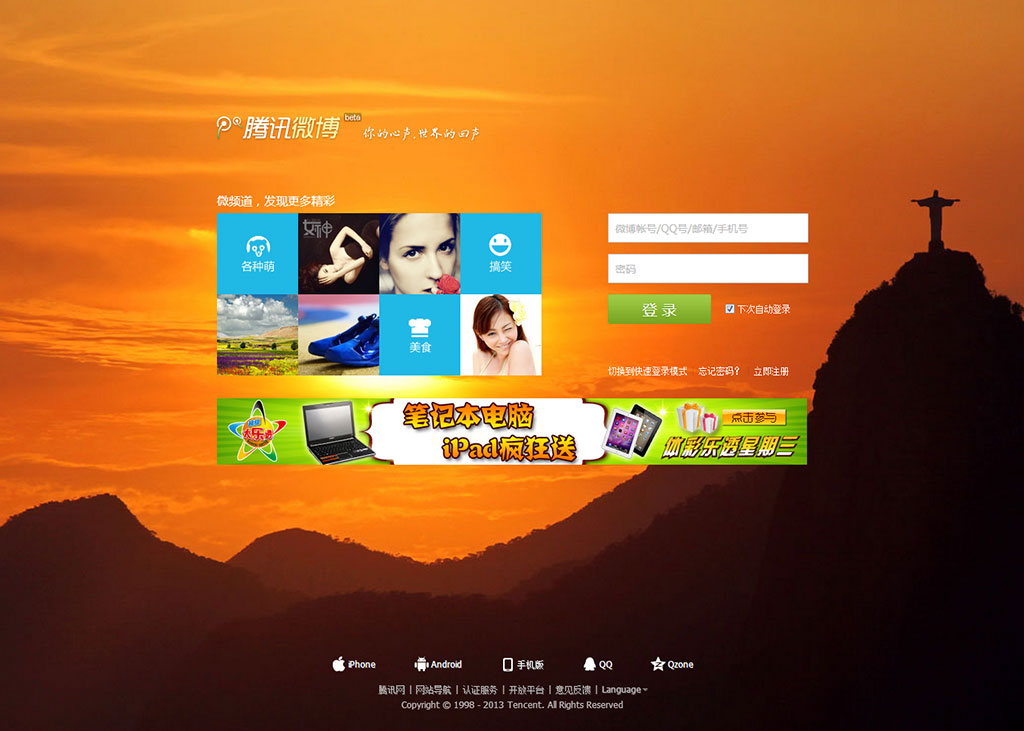 腾讯微博 beta 你的心声,世界的回声
微频道，发现更多精彩
女神
各种萌
搞笑
美食
微博帐号/QQ号/邮箱/手机号
密码
登 录
下次自动登录
切换到快速登录模式 忘记密码? 立即注册
笔记本电脑
iPad疯狂送
点击参与
体彩乐透星期三
iPhone Android 手机版 QQ Qzone
腾讯网 | 网站导航 | 认证服务 | 开放平台 | 意见反馈 | Language
Copyright © 1998 - 2013 Tencent. All Rights Reserved